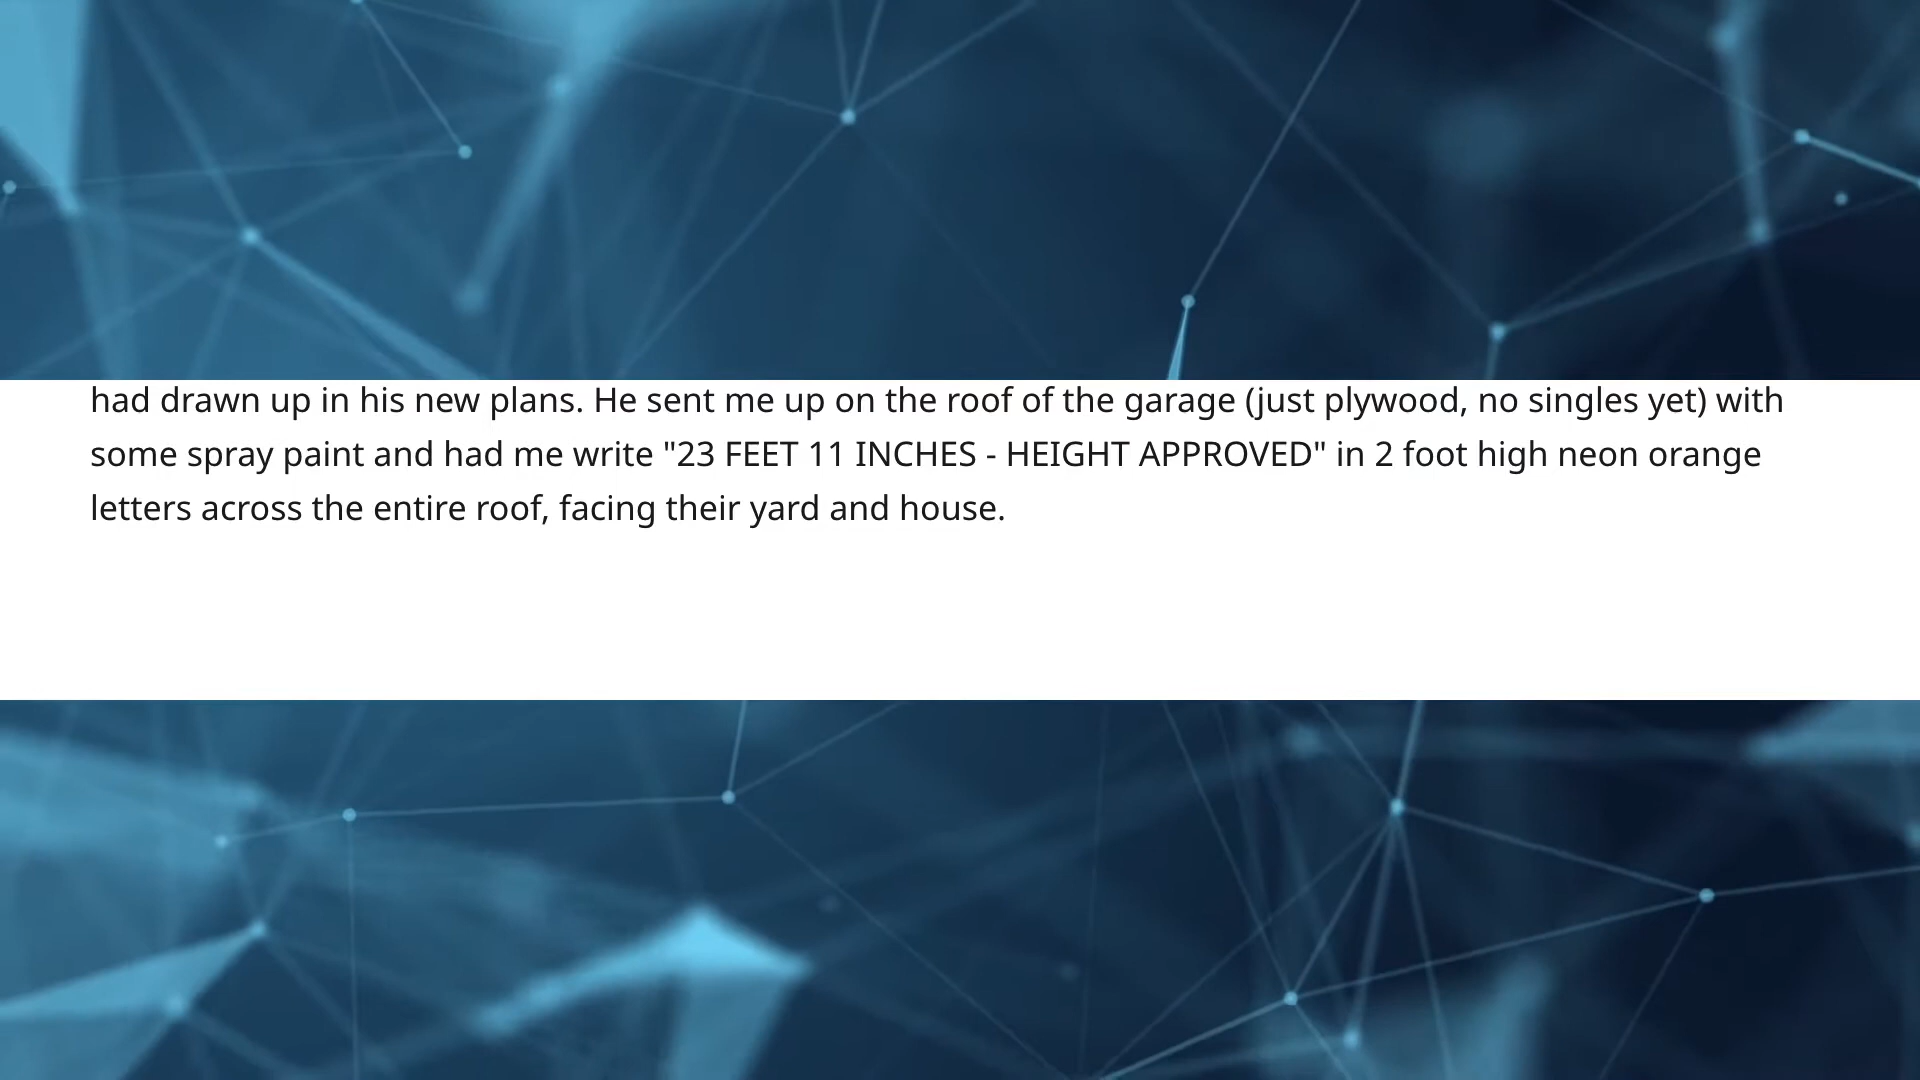 had drawn up in his new plans. He sent me up on the roof of the garage (just plywood, no singles yet) with
some spray paint and had me write "23 FEET 11 INCHES - HEIGHT APPROVED" in 2 foot high neon orange
letters across the entire roof, facing their yard and house.